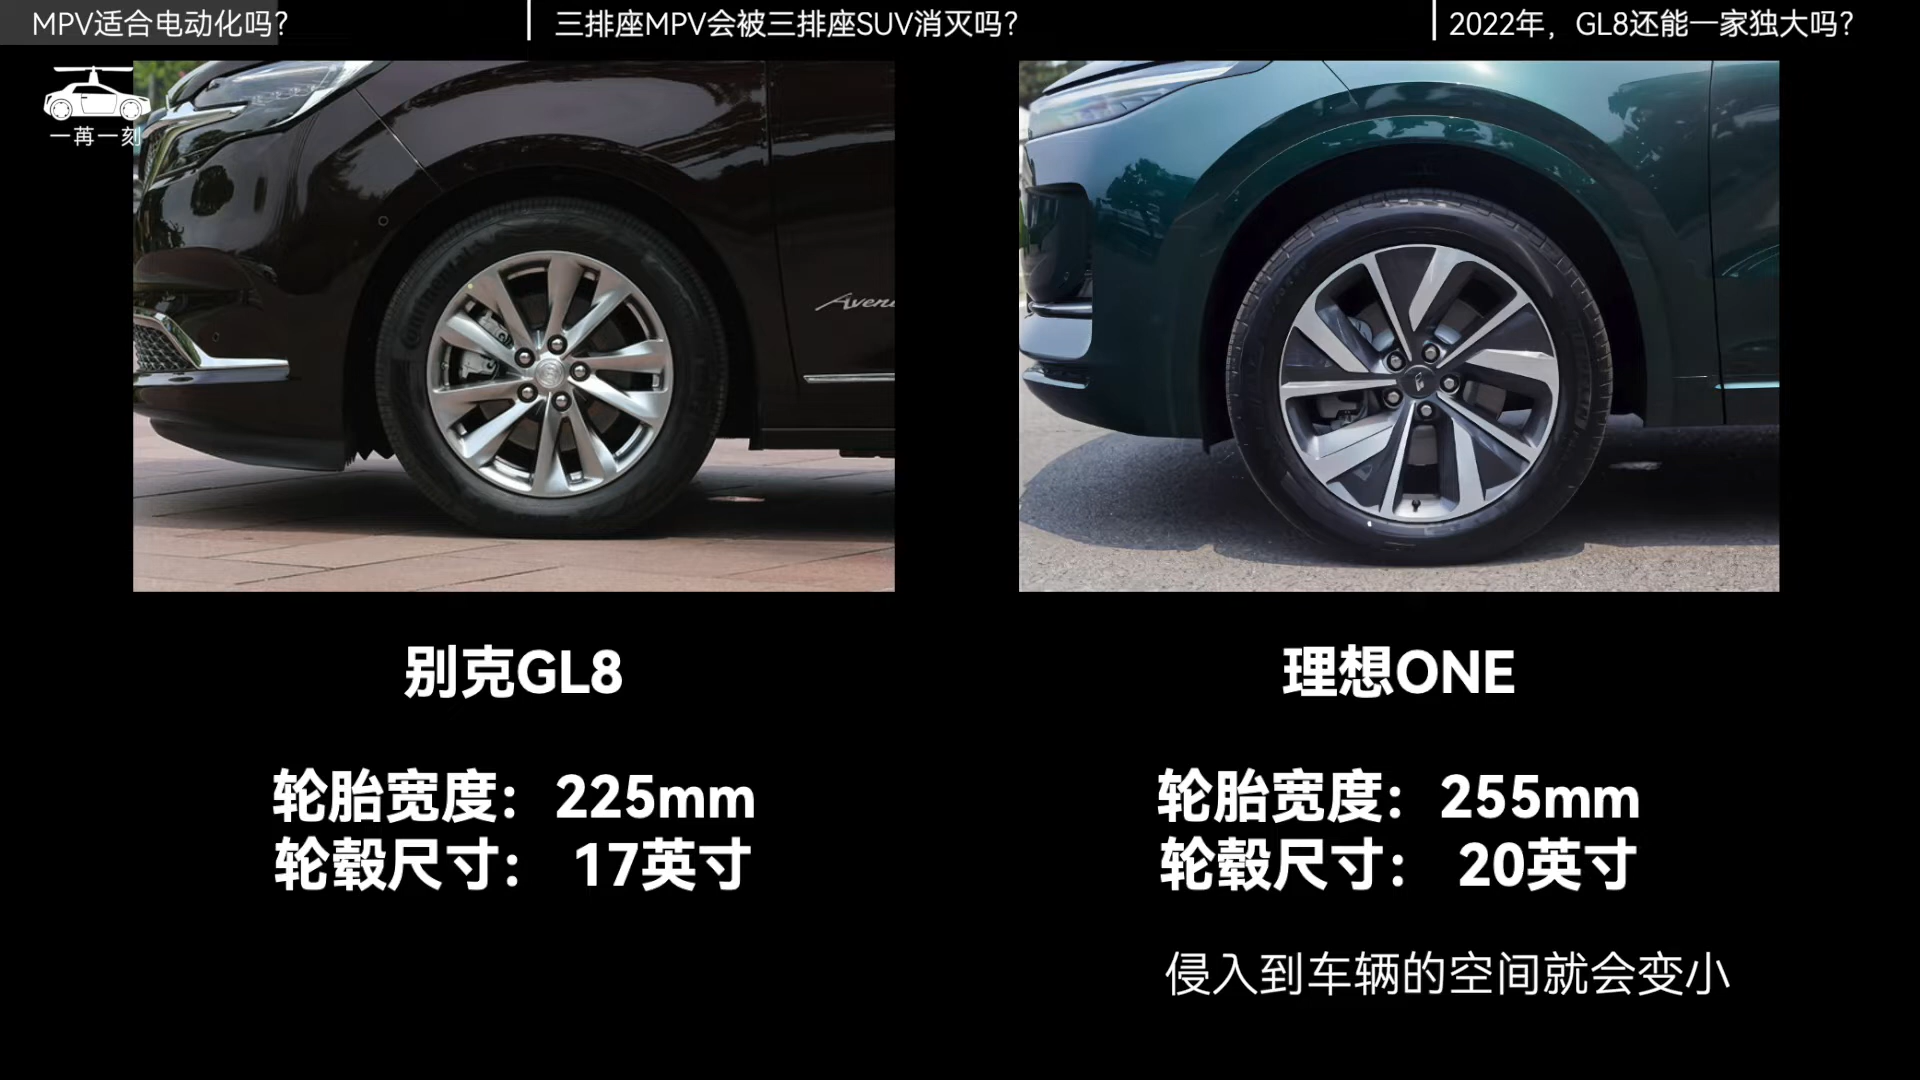 MPV适合电动化吗?
三排座MPV会被三排座SUV消灭吗?
2022年，GL8还能一家独大吗?
一苒一刻
Aveni
别克GL8
理想ONE
轮胎宽度：225mm
轮毂尺寸： 17英寸
轮胎宽度：255mm
轮毂尺寸： 20英寸
侵入到车辆的空间就会变小